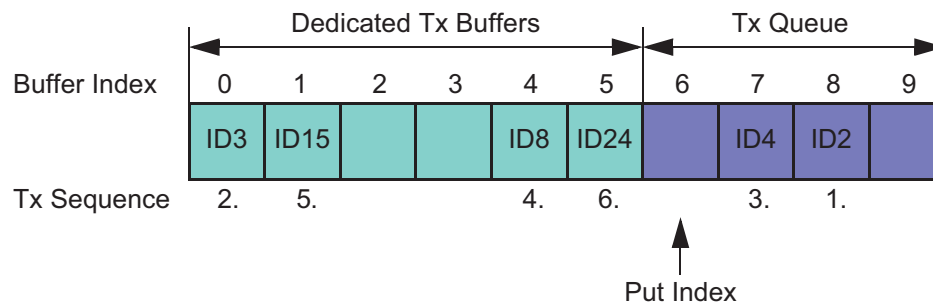 Dedicated Tx Buffers Tx Queue
Buffer Index 0 1 2 3 4 5 6 7 8 9
ID3 ID15 ID8 ID24 ID4 ID2
Tx Sequence 2. 5. 4. 6. 3. 1.
Put Index